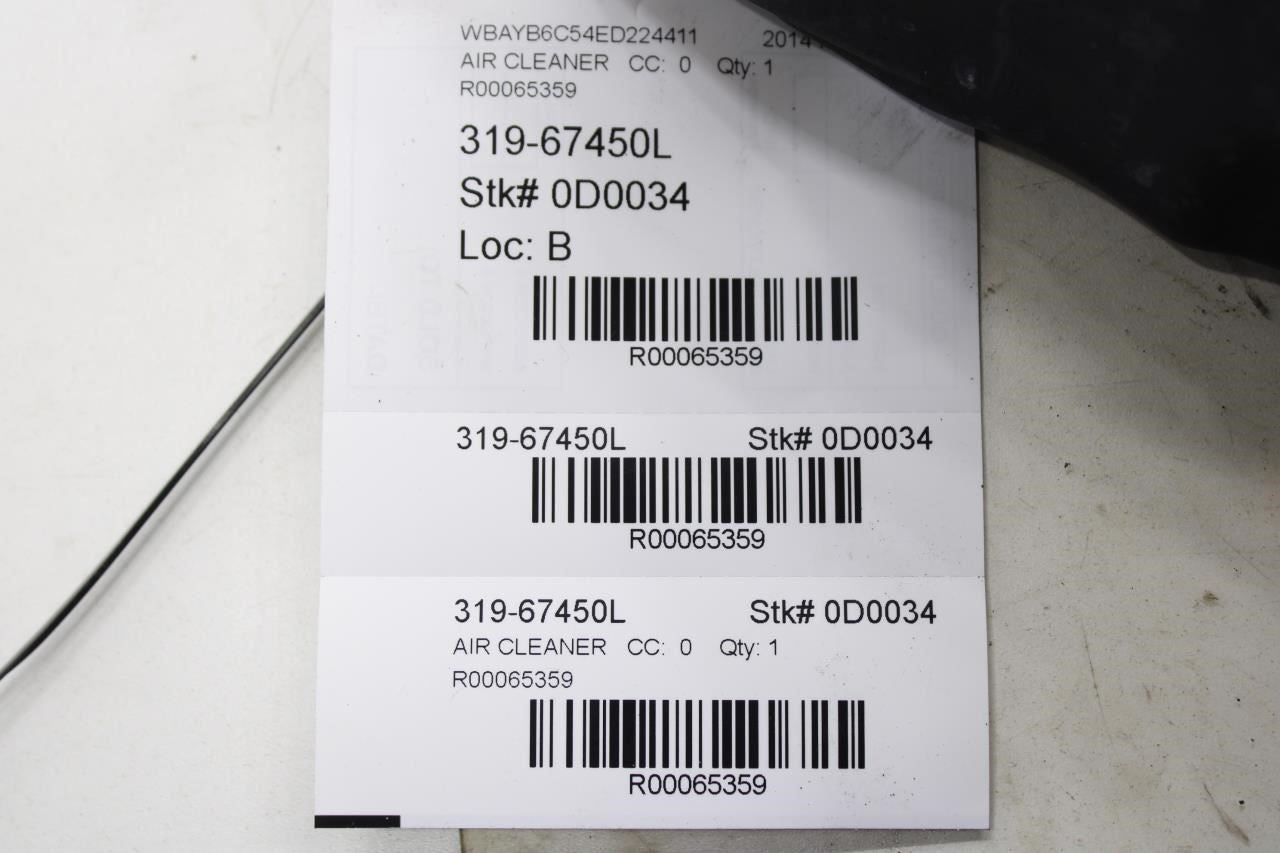 WBAYB6C54ED224411 2014
AIR CLEANER CC: 0 Qty: 1
R00065359
319-67450L
Stk# 0D0034
Loc: B
R00065359
319-67450L Stk# 0D0034
R00065359
319-67450L Stk# 0D0034
AIR CLEANER CC: 0 Qty: 1
R00065359
R00065359